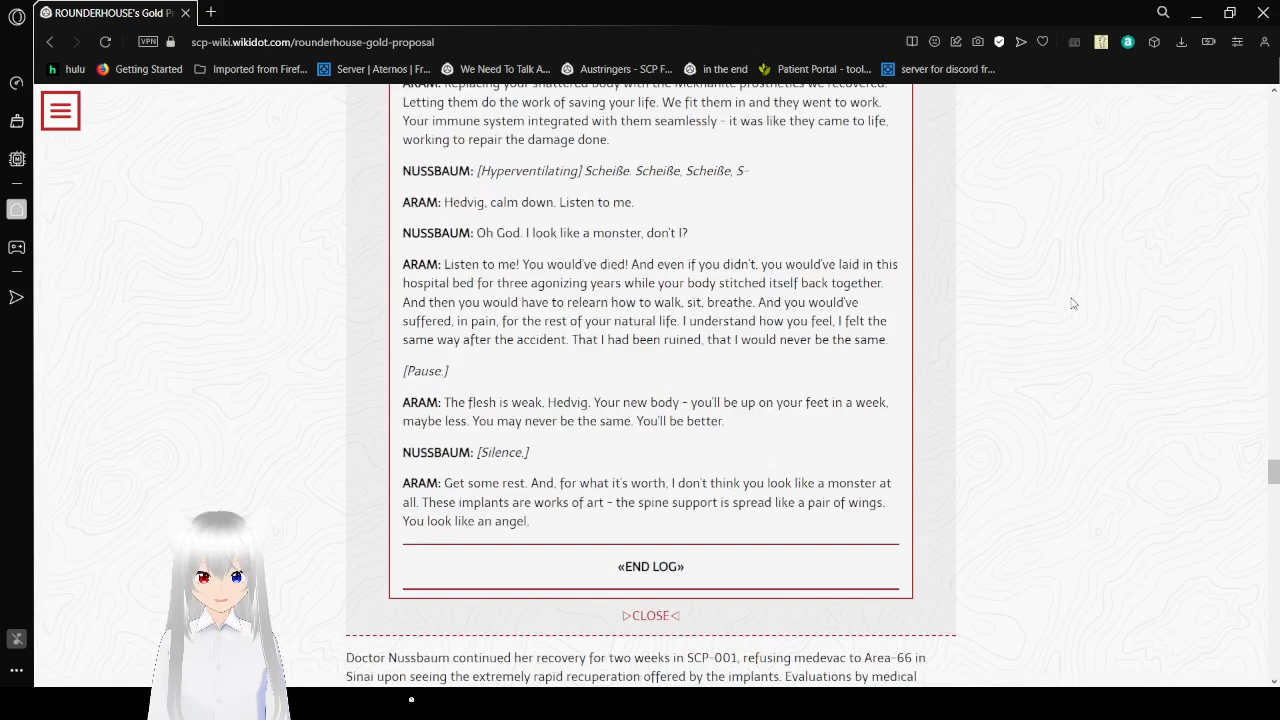 ROUNDERHOUSE's Gold P
scp-wiki.wikidot.com/rounderhouse-gold-proposal
VPN
hulu
Getting Started
Imported from Firef...
Server | Aternos | Fr...
We Need To Talk A...
Austringers - SCP F...
in the end
Patient Portal - tool...
server for discord fr...
ARAM: Replacing your shattered body with the Mekhanite prosthetics we recovered.
Letting them do the work of saving your life. We fit them in and they went to work.
Your immune system integrated with them seamlessly - it was like they came to life,
working to repair the damage done.
NUSSBAUM: [Hyperventilating] Scheiße. Scheiße, Scheiße, S-
ARAM: Hedvig, calm down. Listen to me.
NUSSBAUM: Oh God. I look like a monster, don't I?
ARAM: Listen to me! You would've died! And even if you didn't, you would've laid in this
hospital bed for three agonizing years while your body stitched itself back together.
And then you would have to relearn how to walk, sit, breathe. And you would've
suffered, in pain, for the rest of your natural life. I understand how you feel, I felt the
same way after the accident. That I had been ruined, that I would never be the same.
[Pause.]
ARAM: The flesh is weak, Hedvig. Your new body - you'll be up on your feet in a week,
maybe less. You may never be the same. You'll be better.
NUSSBAUM: [Silence.]
ARAM: Get some rest. And, for what it's worth, I don't think you look like a monster at
all. These implants are works of art - the spine support is spread like a pair of wings.
You look like an angel.
«END LOG»
▷CLOSE◁
Doctor Nussbaum continued her recovery for two weeks in SCP-001, refusing medevac to Area-66 in
Sinai upon seeing the extremely rapid recuperation offered by the implants. Evaluations by medical